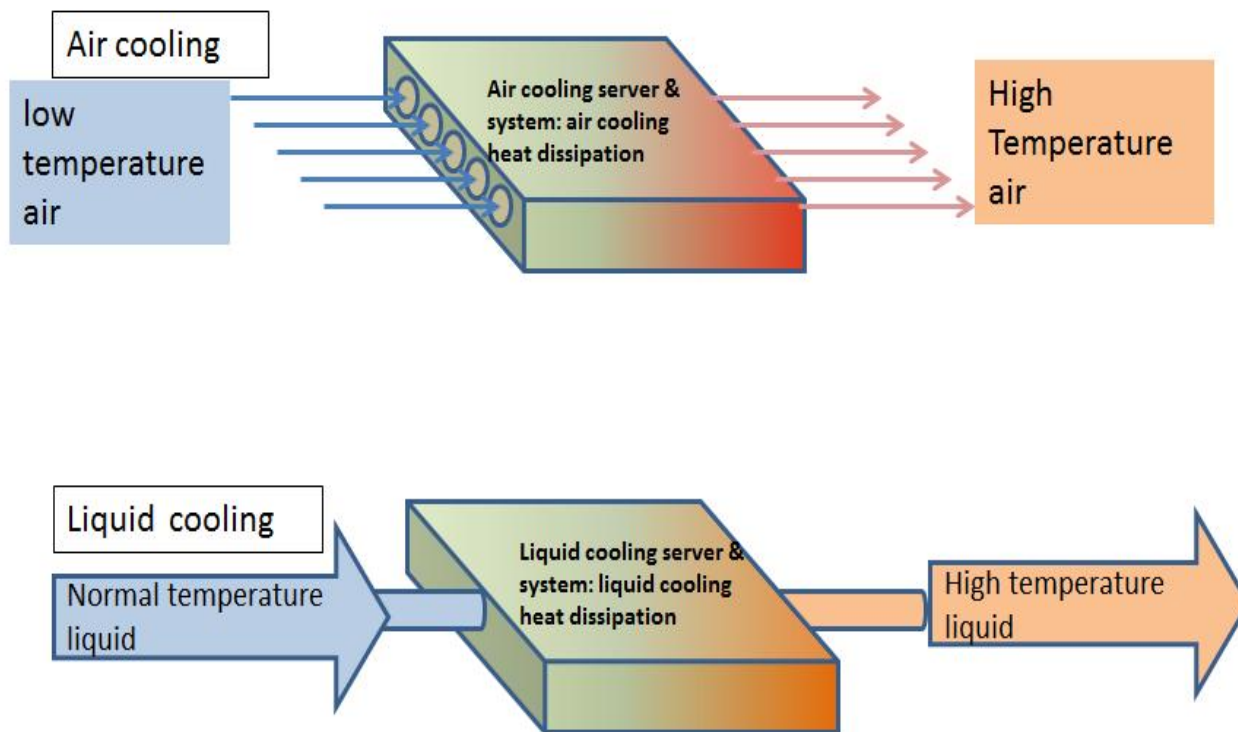 Air cooling
low
temperature
air
Air cooling server &
system: air cooling
heat dissipation
High
Temperature
air
Liquid cooling
Normal temperature
liquid
Liquid cooling server &
system: liquid cooling
heat dissipation
High temperature
liquid